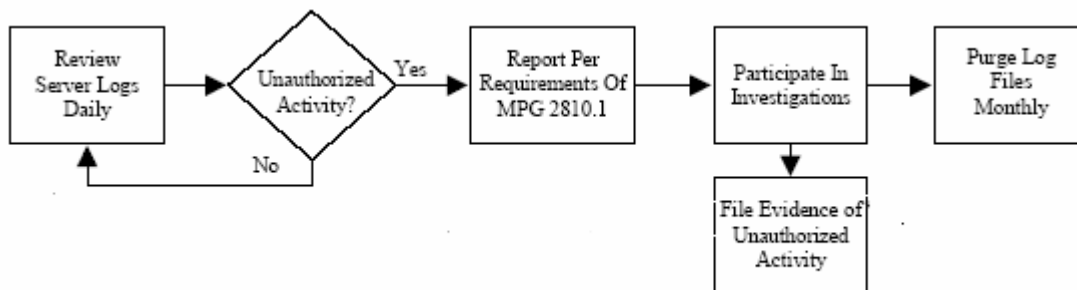 Review
Server Logs
Daily
Unauthorized
Activity?
Yes
No
Report Per
Requirements Of
MPG 2810.1
Participate In
Investigations
Purge Log
Files
Monthly
File Evidence of
Unauthorized
Activity